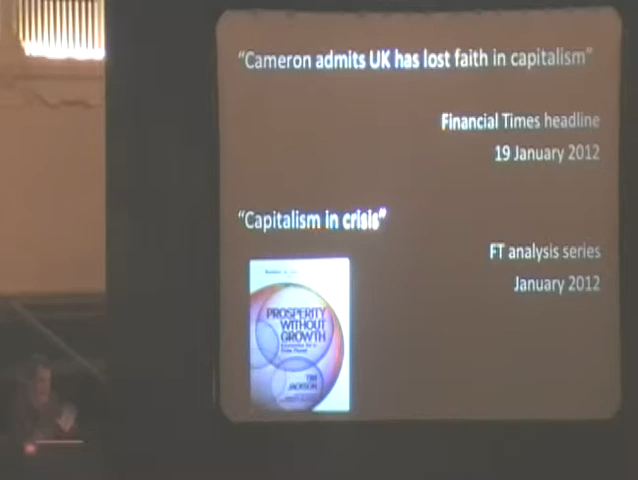 “Cameron admits UK has lost faith in capitalism”
Financial Times headline
19 January 2012
“Capitalism in crisis”
FT analysis series
January 2012
PROSPERITY
WITHOUT
GROWTH
TIM
JACKSON